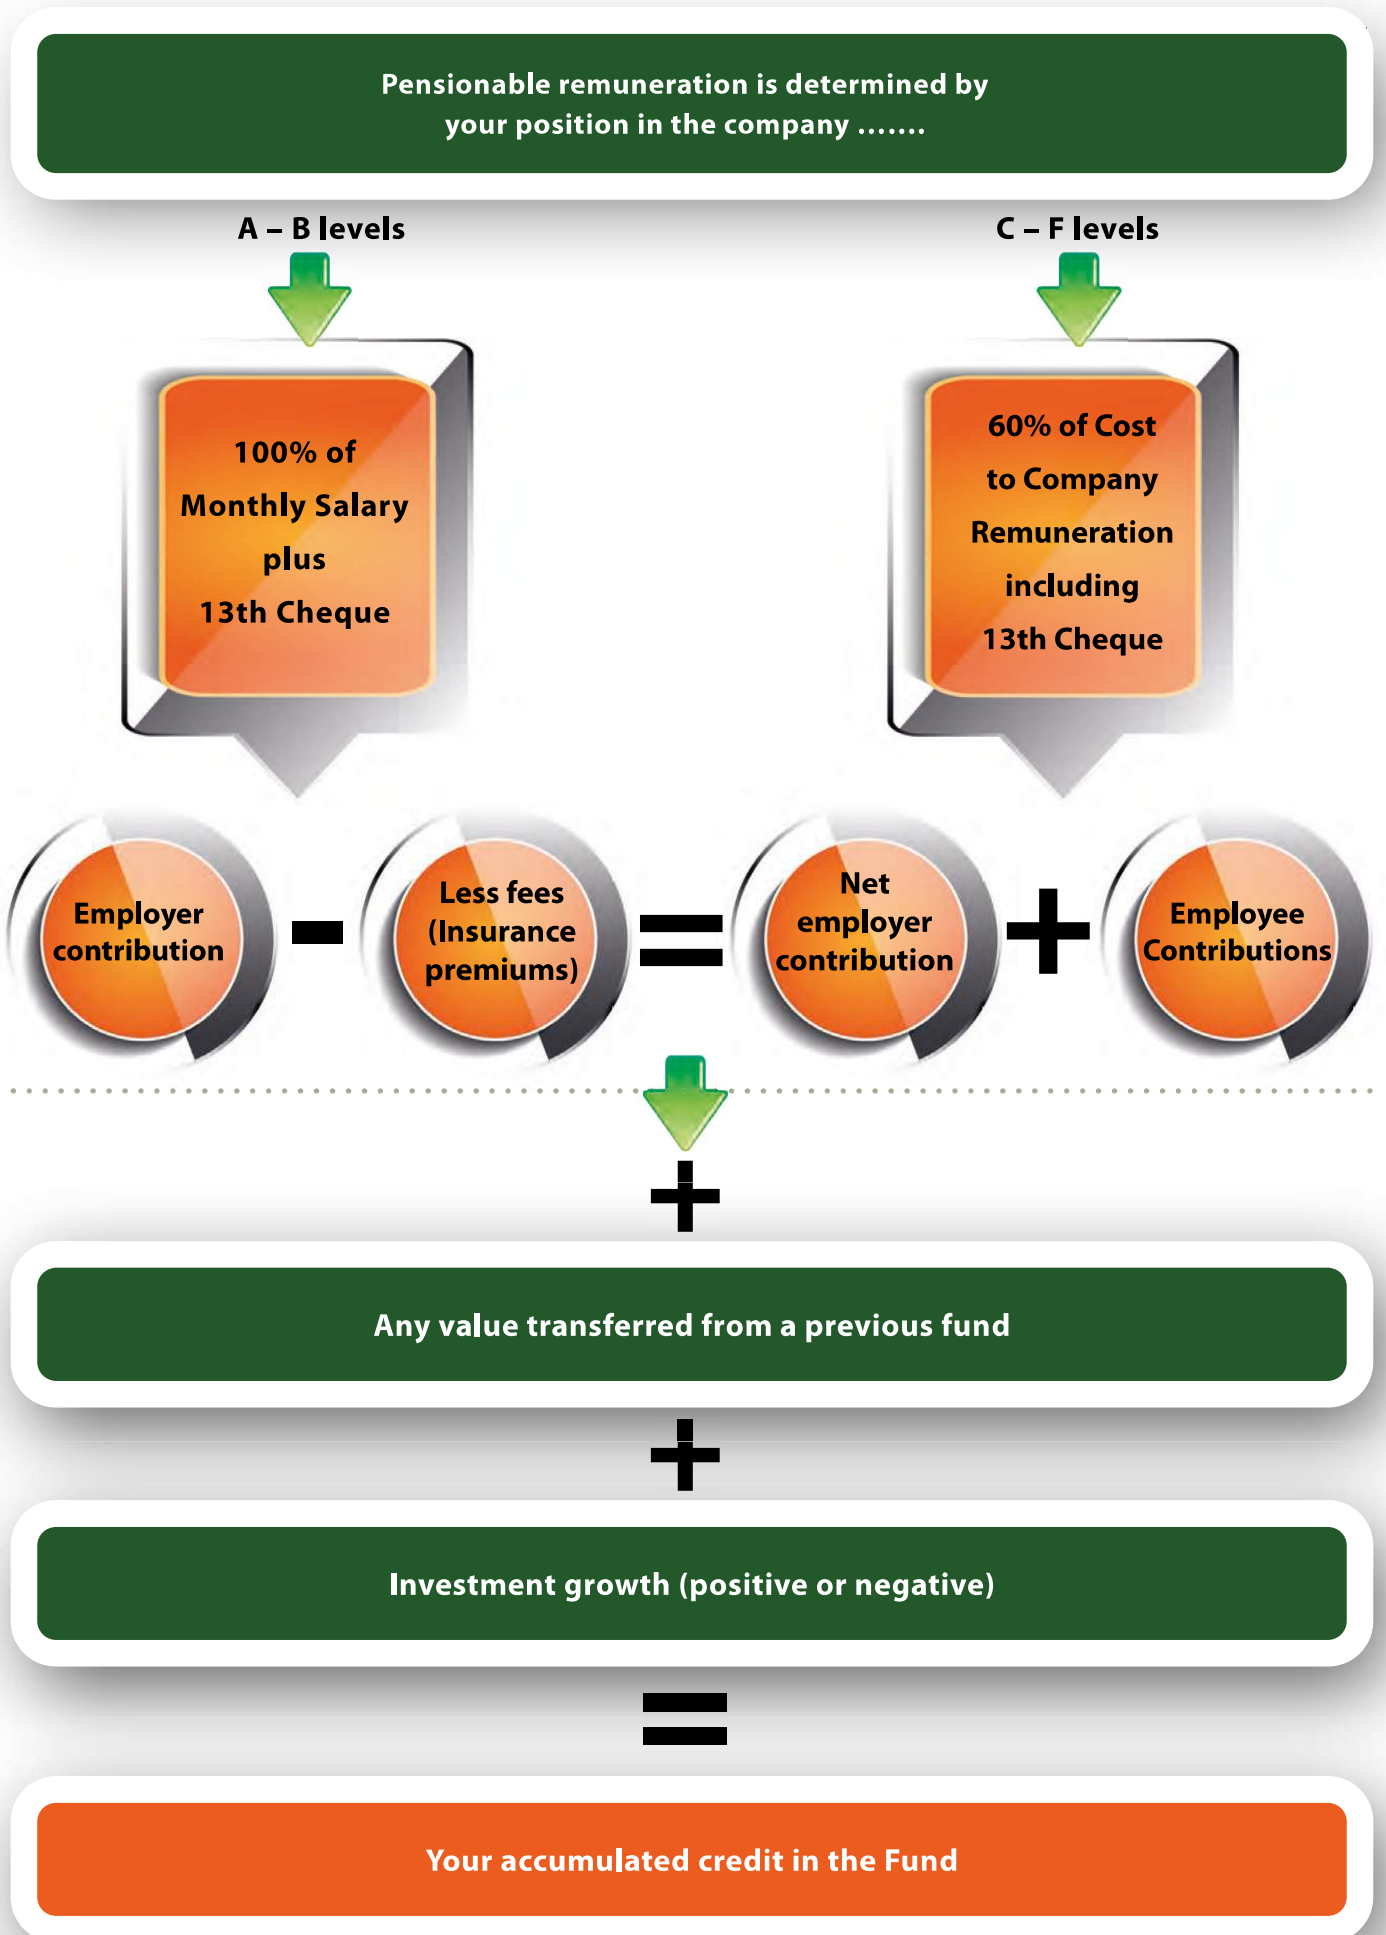 Pensionable remuneration is determined by
your position in the company .......
A – B levels
C – F levels
100% of
Monthly Salary
plus
13th Cheque
60% of Cost
to Company
Remuneration
including
13th Cheque
Employer
contribution
-
Less fees
(Insurance
premiums)
=
Net
employer
contribution
+
Employee
Contributions
+
Any value transferred from a previous fund
+
Investment growth (positive or negative)
=
Your accumulated credit in the Fund